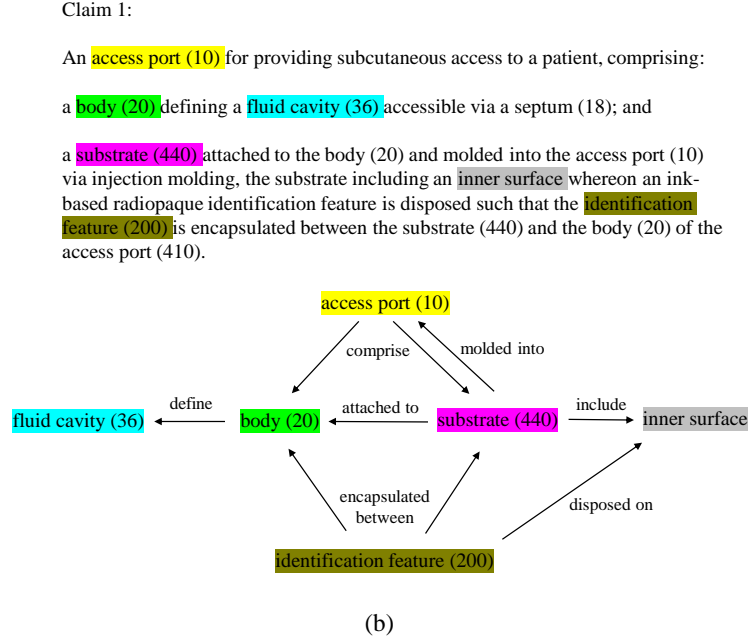 Claim 1:
An access port (10) for providing subcutaneous access to a patient, comprising:
a body (20) defining a fluid cavity (36) accessible via a septum (18); and
a substrate (440) attached to the body (20) and molded into the access port (10)
via injection molding, the substrate including an inner surface whereon an ink-
based radiopaque identification feature is disposed such that the identification
feature (200) is encapsulated between the substrate (440) and the body (20) of the
access port (410).
access port (10)
comprise
molded into
fluid cavity (36)
define
body (20)
attached to
substrate (440)
include
inner surface
encapsulated
between
disposed on
identification feature (200)
(b)